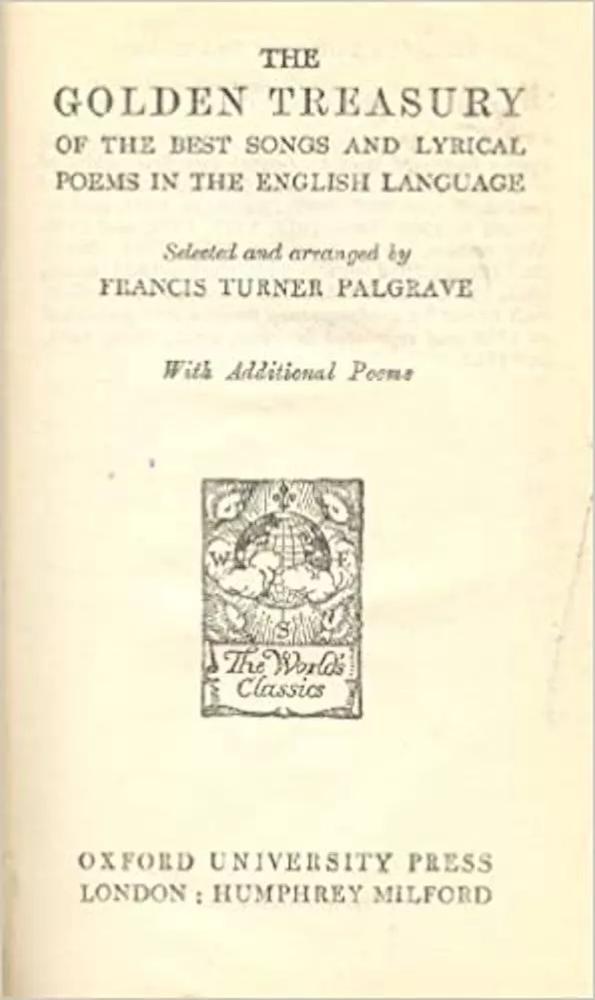 THE
GOLDEN TREASURY
OF THE BEST SONGS AND LYRICAL
POEMS IN THE ENGLISH LANGUAGE
Selected and arranged by
FRANCIS TURNER PALGRAVE
With Additional Poems
W E
S
The World's
Classics
OXFORD UNIVERSITY PRESS
LONDON : HUMPHREY MILFORD